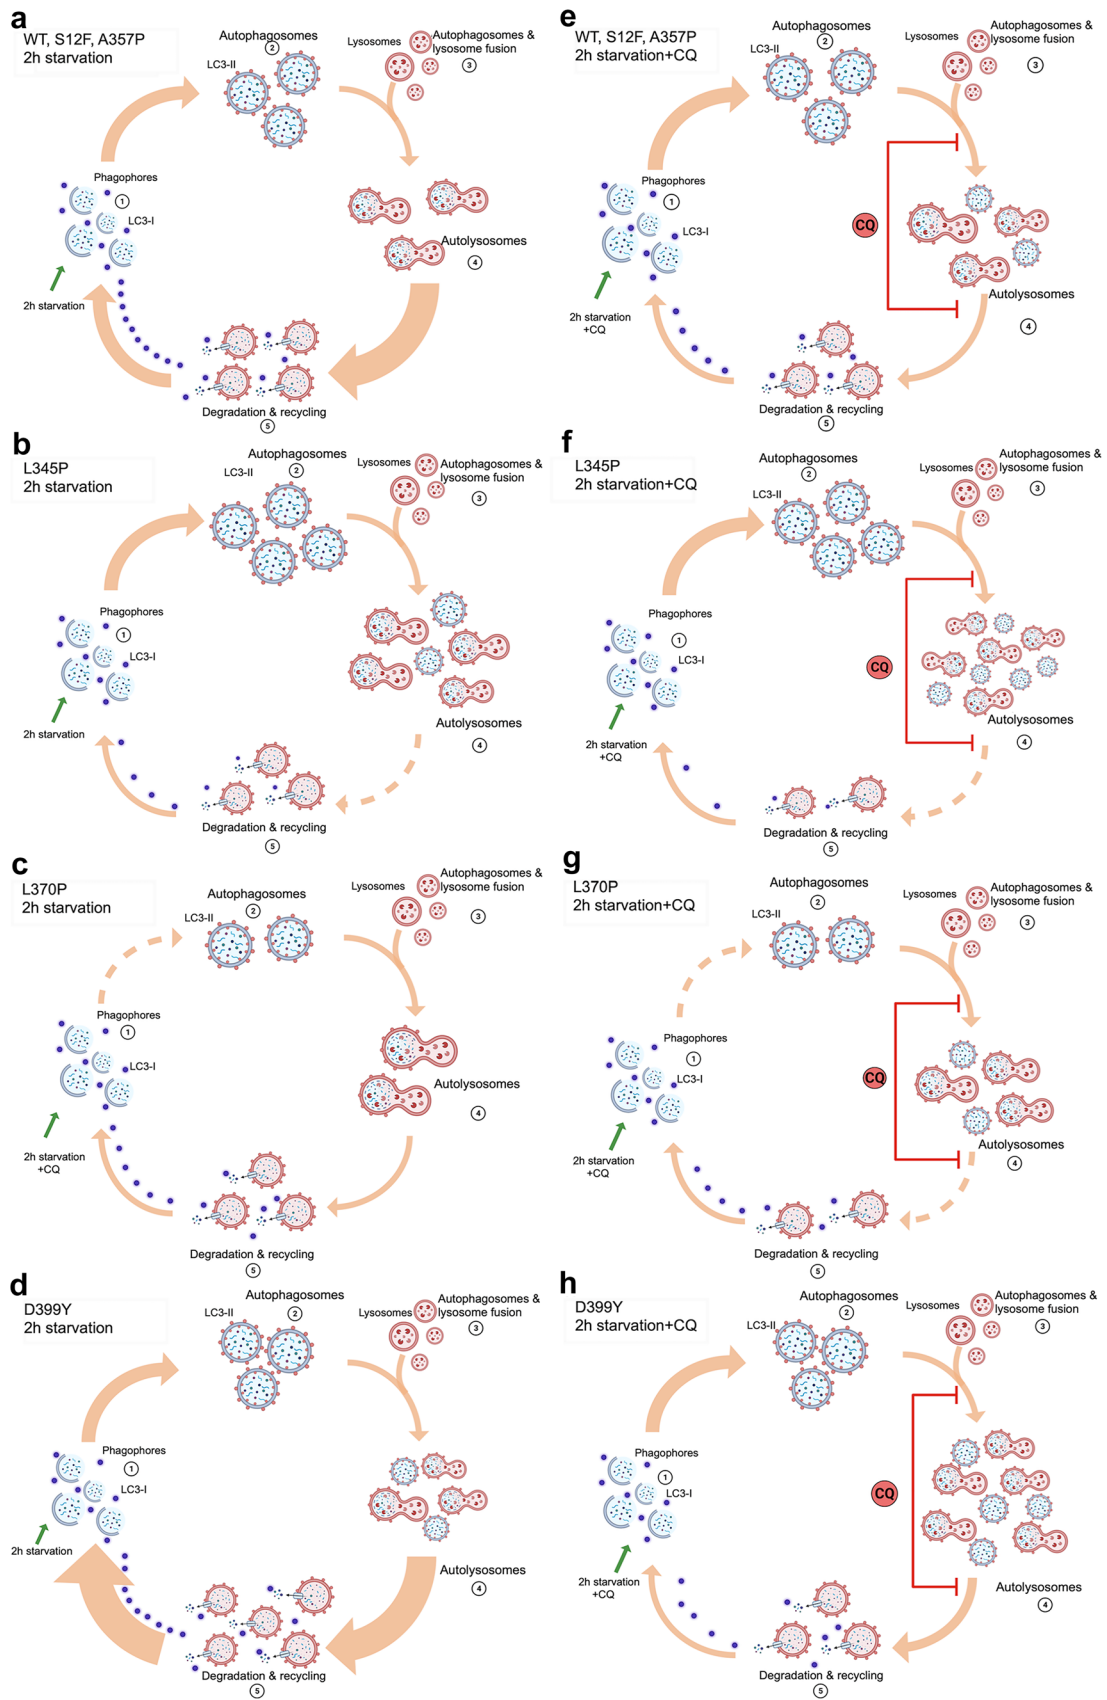 a
WT, S12F, A357P
2h starvation
Autophagosomes
2
LC3-II
Lysosomes
Autophagosomes &
lysosome fusion
3
Phagophores
1
LC3-I
2h starvation
Autolysosomes
4
Degradation & recycling
5
e
WT, S12F, A357P
2h starvation+CQ
Autophagosomes
2
LC3-II
Lysosomes
Autophagosomes &
lysosome fusion
3
Phagophores
1
LC3-I
2h starvation
+CQ
CQ
Autolysosomes
4
Degradation & recycling
5
b
L345P
2h starvation
Autophagosomes
2
LC3-II
Lysosomes
Autophagosomes &
lysosome fusion
3
Phagophores
1
LC3-I
2h starvation
Autolysosomes
4
Degradation & recycling
5
f
L345P
2h starvation+CQ
Autophagosomes
2
LC3-II
Lysosomes
Autophagosomes &
lysosome fusion
3
Phagophores
1
LC3-I
2h starvation
+CQ
CQ
Autolysosomes
4
Degradation & recycling
5
c
L370P
2h starvation
Autophagosomes
2
LC3-II
Lysosomes
Autophagosomes &
lysosome fusion
3
Phagophores
1
LC3-I
2h starvation
+CQ
Autolysosomes
4
Degradation & recycling
5
g
L370P
2h starvation+CQ
Autophagosomes
2
LC3-II
Lysosomes
Autophagosomes &
lysosome fusion
3
Phagophores
1
LC3-I
2h starvation
+CQ
CQ
Autolysosomes
4
Degradation & recycling
5
d
D399Y
2h starvation
Autophagosomes
2
LC3-II
Lysosomes
Autophagosomes &
lysosome fusion
3
Phagophores
1
LC3-I
2h starvation
Autolysosomes
4
Degradation & recycling
5
h
D399Y
2h starvation+CQ
Autophagosomes
2
LC3-II
Lysosomes
Autophagosomes &
lysosome fusion
3
Phagophores
1
LC3-I
2h starvation
+CQ
CQ
Autolysosomes
4
Degradation & recycling
5